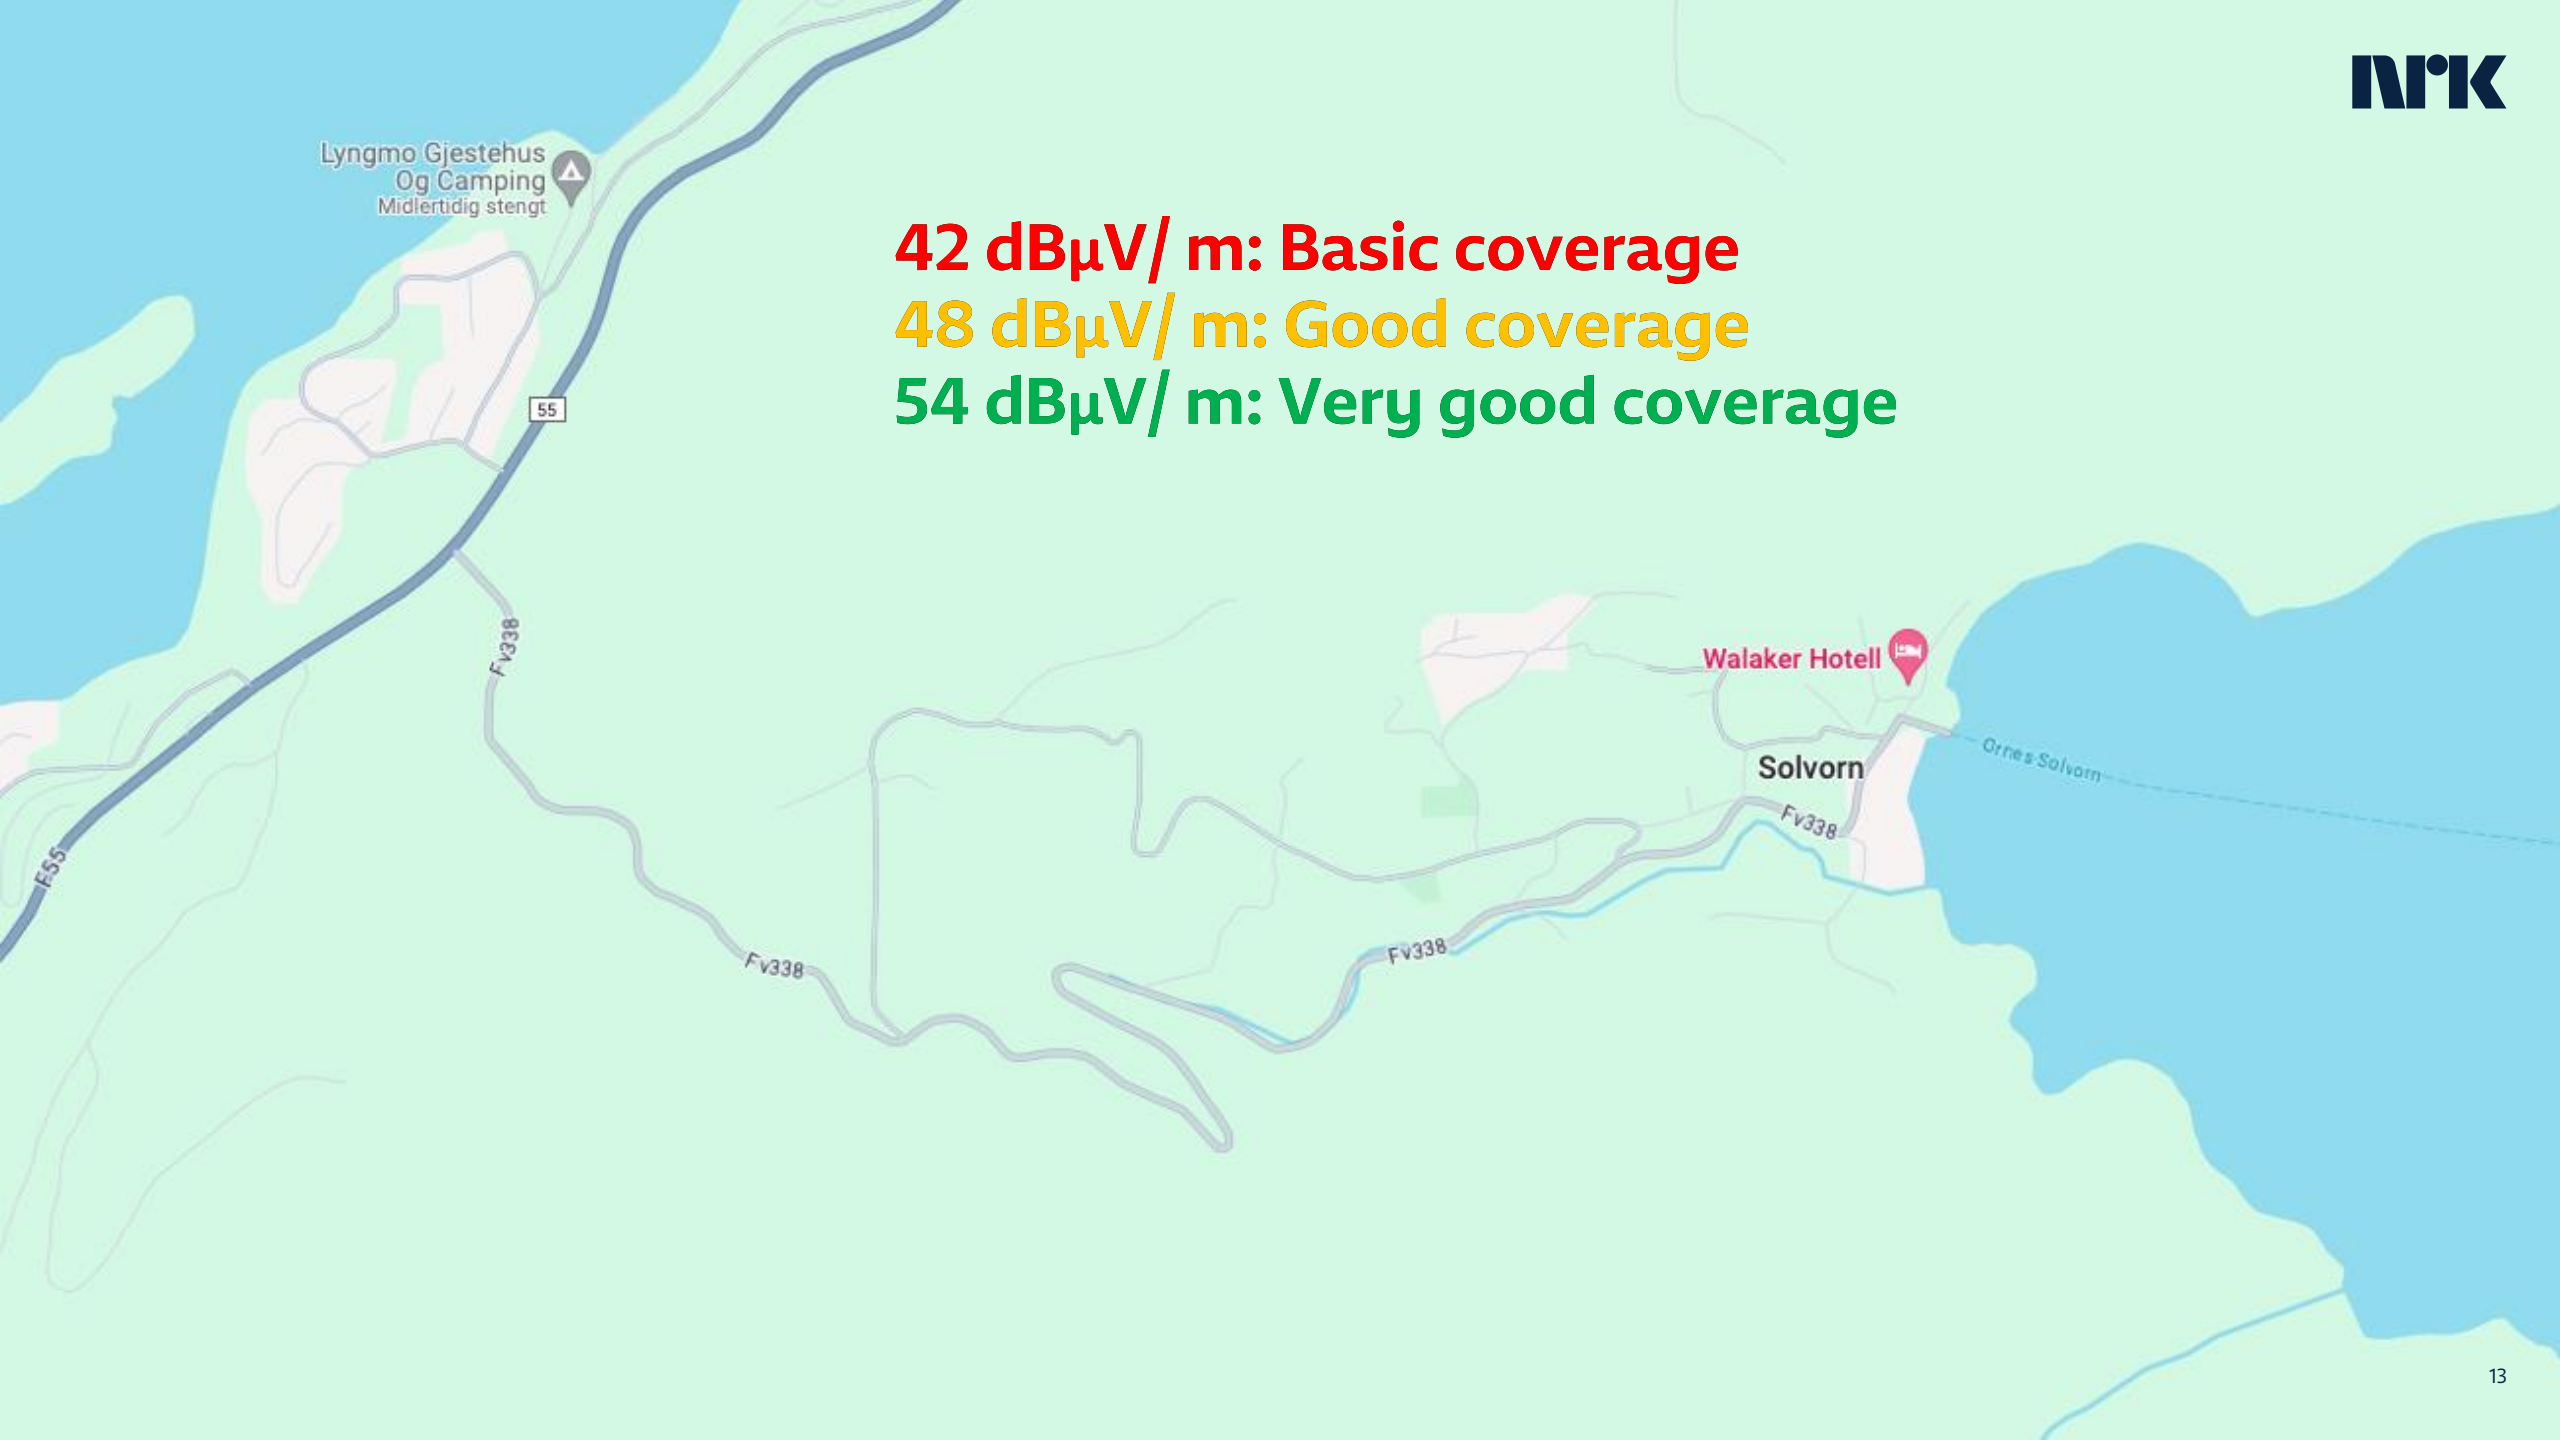 nrk
Lyngmo Gjestehus
Og Camping
Midlertidig stengt
42 dBµV/ m: Basic coverage
48 dBµV/ m: Good coverage
54 dBµV/ m: Very good coverage
55
Fv338
Walaker Hotell
Ornes-Solvorn
Solvorn
Fv338
F55
Fv338
Fv338
13